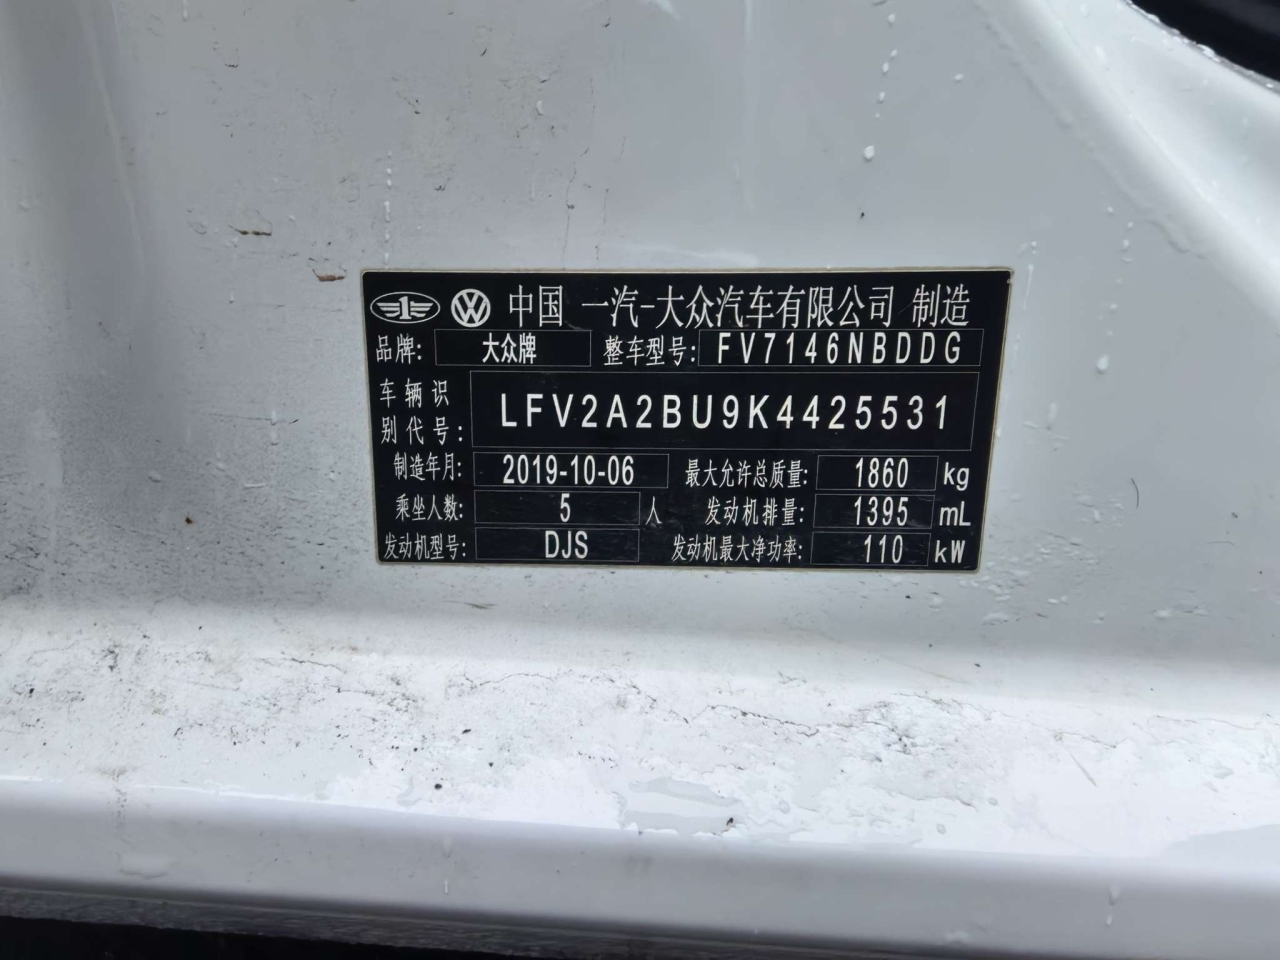 1 VW 中国 一汽-大众汽车有限公司 制造
品牌: 大众牌 整车型号: FV7146NBDDG
车辆识
别代号: LFV2A2BU9K4425531
制造年月: 2019-10-06 最大允许总质量: 1860 kg
乘坐人数: 5 人 发动机排量: 1395 mL
发动机型号: DJS 发动机最大净功率: 110 kW